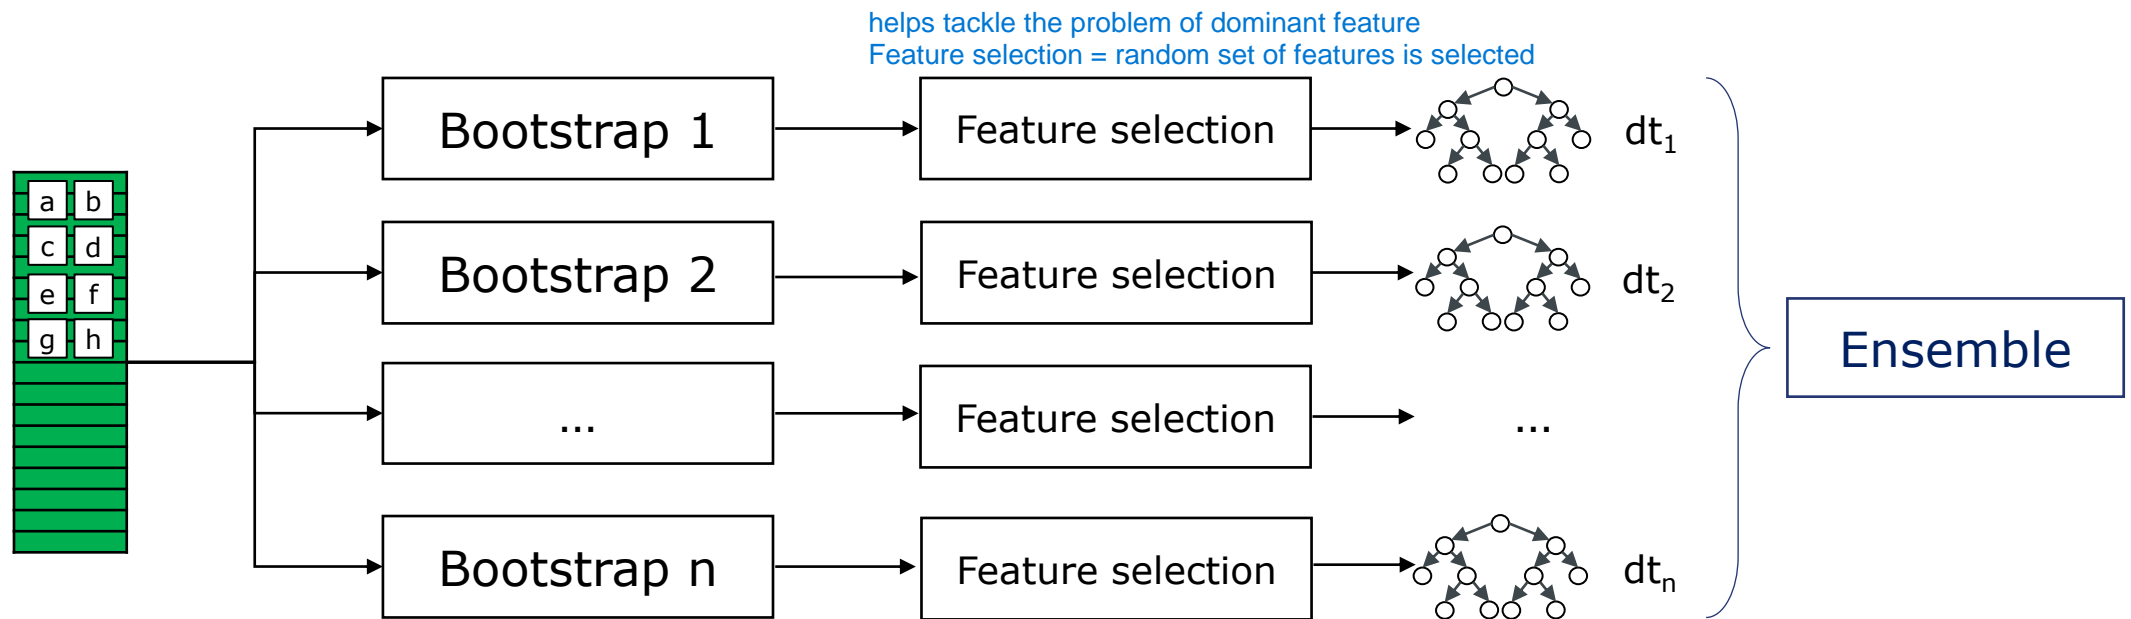 helps tackle the problem of dominant feature
Feature selection = random set of features is selected
a b
c d
e f
g h
Bootstrap 1
Feature selection
dt1
Bootstrap 2
Feature selection
dt2
...
Feature selection
...
Bootstrap n
Feature selection
dtn
Ensemble